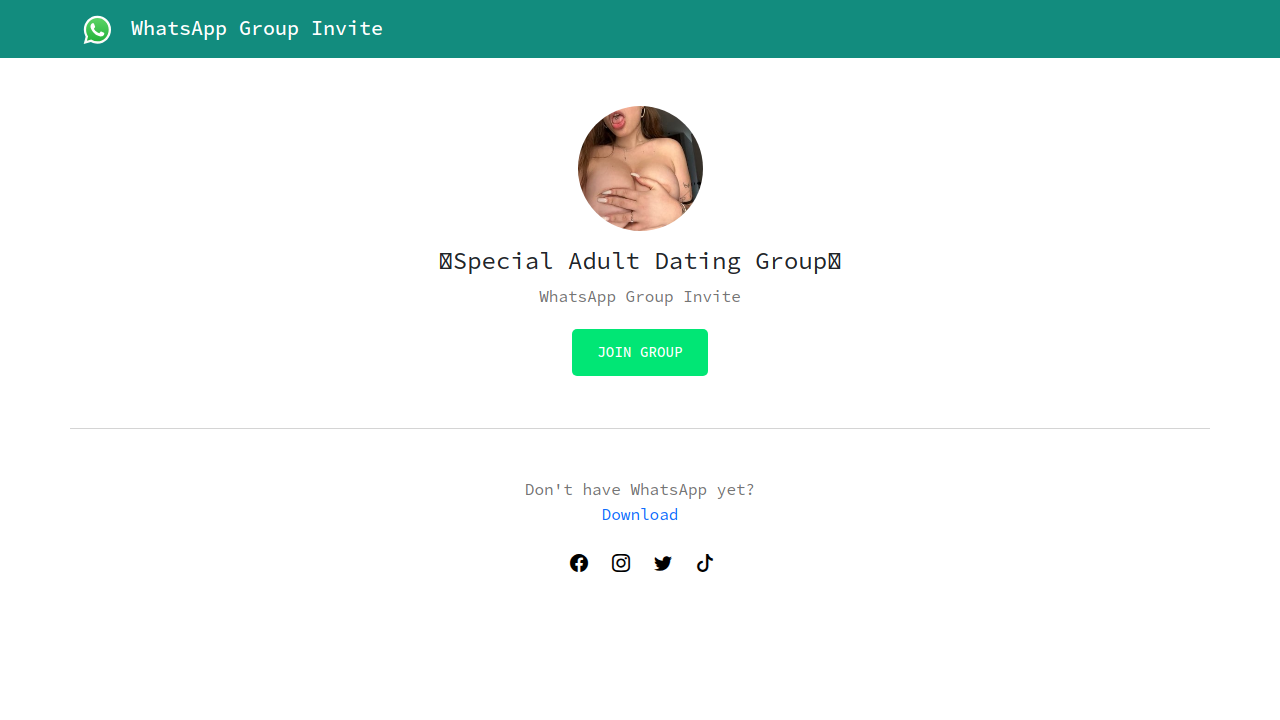 WhatsApp Group Invite
Special Adult Dating Group
WhatsApp Group Invite
JOIN GROUP
Don't have WhatsApp yet?
Download